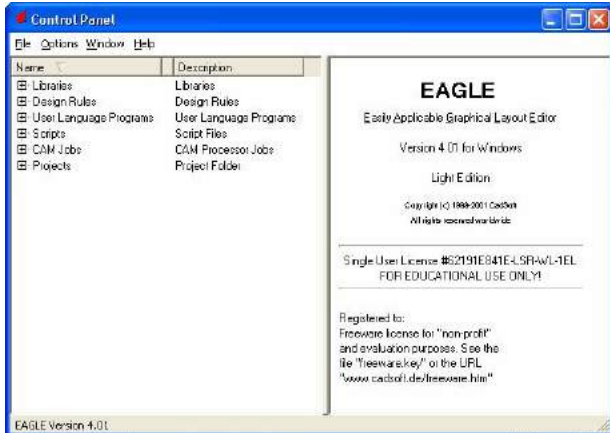 Control Panel
File Options Window Help
Name Description
Libraries Libraries
Design Rules Design Rules
User Language Programs User Language Programs
Scripts Script Files
CAM Jobs CAM Processor Jobs
Projects Project Folder
EAGLE
Easily Applicable Graphical Layout Editor
Version 4.01 for Windows
Light Edition
Copyright (c) 1988-2001 CadSoft
All rights reserved worldwide
Single User License
FOR EDUCATIONAL USE ONLY!
Registered to:
Freeware license for "non-profit"
and evaluation purposes. See the
file "freeware.key" or the URL
"www.cadsoft.de/freeware.htm"
EAGLE Version 4.01